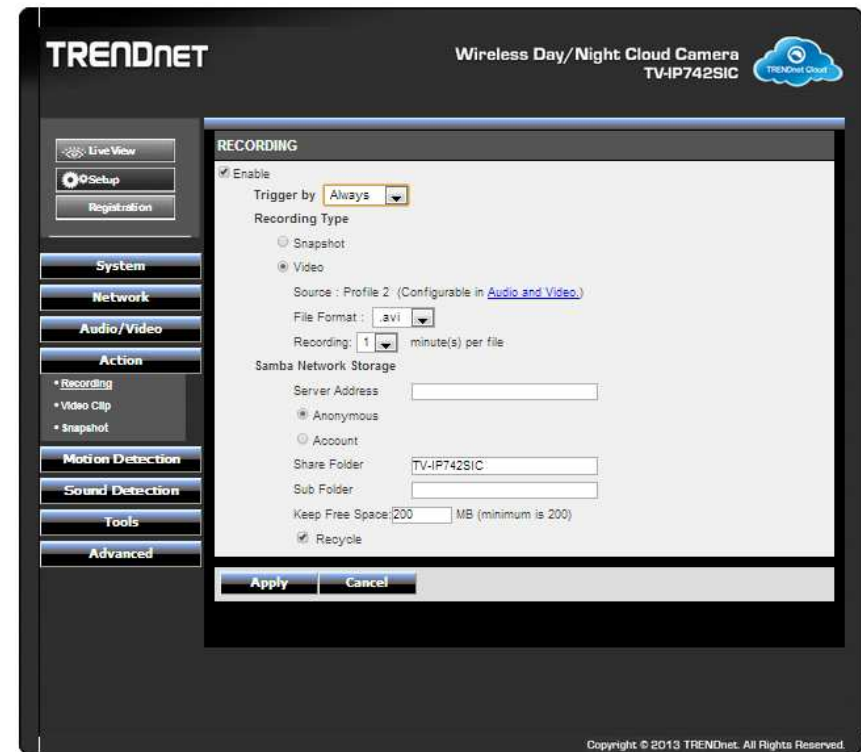 TRENDNET
Wireless Day/Night Cloud Camera
TV-IP742SIC
TRENDnet Cloud
Live View
Setup
Registration
System
Network
Audio/Video
Action
• Recording
• Video Clip
• Snapshot
Motion Detection
Sound Detection
Tools
Advanced
RECORDING
Enable
Trigger by Always
Recording Type
Snapshot
Video
Source : Profile 2 (Configurable in Audio and Video.)
File Format : .avi
Recording: 1 minute(s) per file
Samba Network Storage
Server Address
Anonymous
Account
Share Folder TV-IP742SIC
Sub Folder
Keep Free Space: 200 MB (minimum is 200)
Recycle
Apply Cancel
Copyright © 2013 TRENDnet. All Rights Reserved.